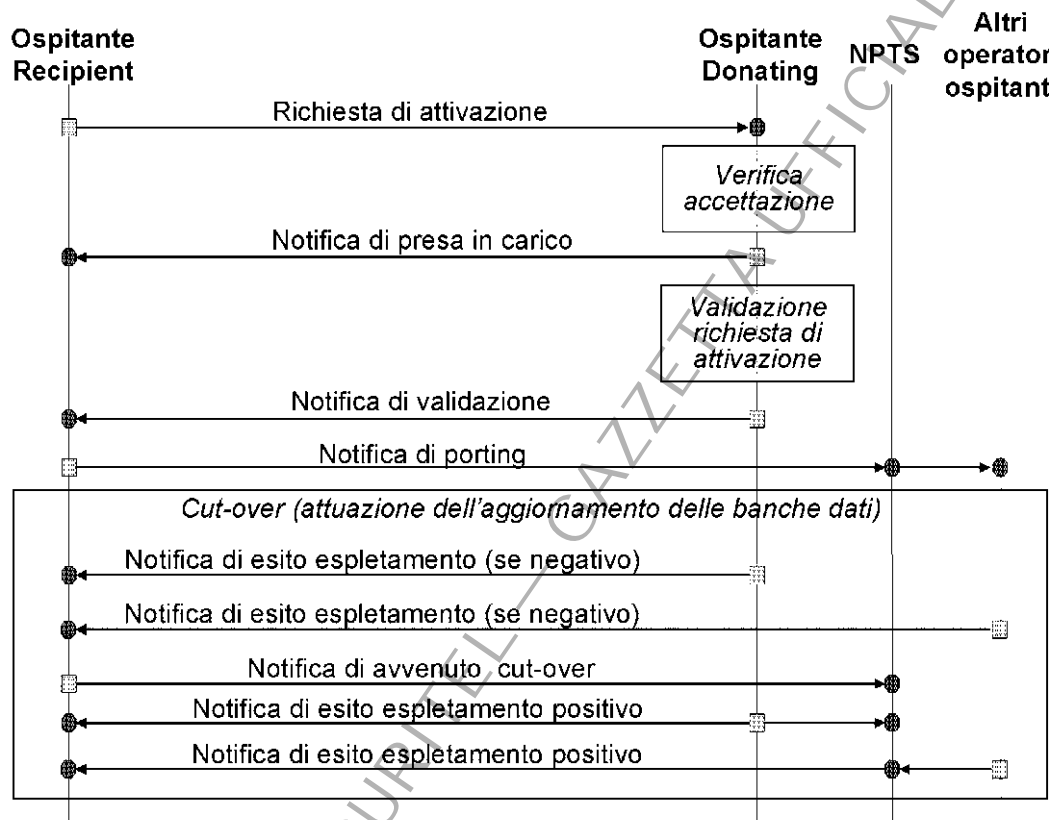 Ospitante
Recipient
Ospitante
Donating
NPTS
Altri
operator
ospitant
Richiesta di attivazione
Verifica
accettazione
Notifica di presa in carico
Validazione
richiesta di
attivazione
Notifica di validazione
Notifica di porting
Cut-over (attuazione dell'aggiornamento delle banche dati)
Notifica di esito espletamento (se negativo)
Notifica di esito espletamento (se negativo)
Notifica di avvenuto cut-over
Notifica di esito espletamento positivo
Notifica di esito espletamento positivo
CAZZETTA UFFICIAL